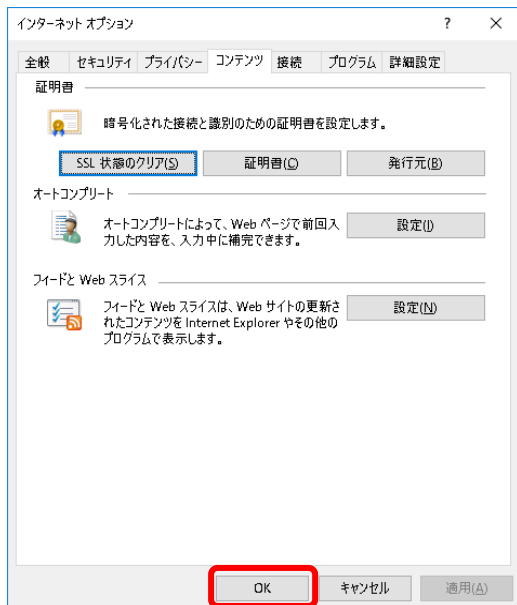 インターネット オプション ? ×
全般 セキュリティ プライバシー コンテンツ 接続 プログラム 詳細設定
証明書
暗号化された接続と識別のための証明書を設定します。
SSL 状態のクリア(S) 証明書(C) 発行元(B)
オートコンプリート
オートコンプリートによって、Web ページで前回入
力した内容を、入力中に補完できます。
設定(I)
フィードと Web スライス
フィードと Web スライスは、Web サイトの更新さ
れたコンテンツを Internet Explorer やその他の
プログラムで表示します。
設定(N)
OK キャンセル 適用(A)